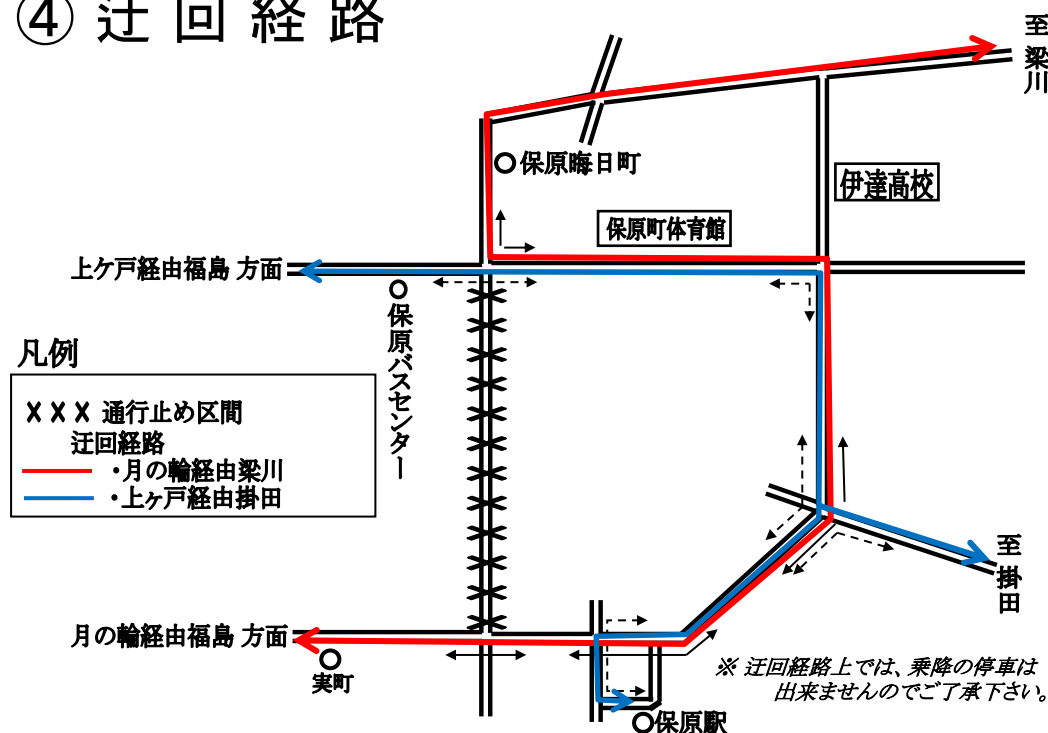 ④ 迂回経路
至梁川
保原晦日町
伊達高校
保原町体育館
上ケ戸経由福島 方面
保原バスセンター
凡例
××× 通行止め区間
迂回経路
・月の輪経由梁川
・上ヶ戸経由掛田
至掛田
月の輪経由福島 方面
実町
※ 迂回経路上では、乗降の停車は
出来ませんのでご了承下さい。
保原駅